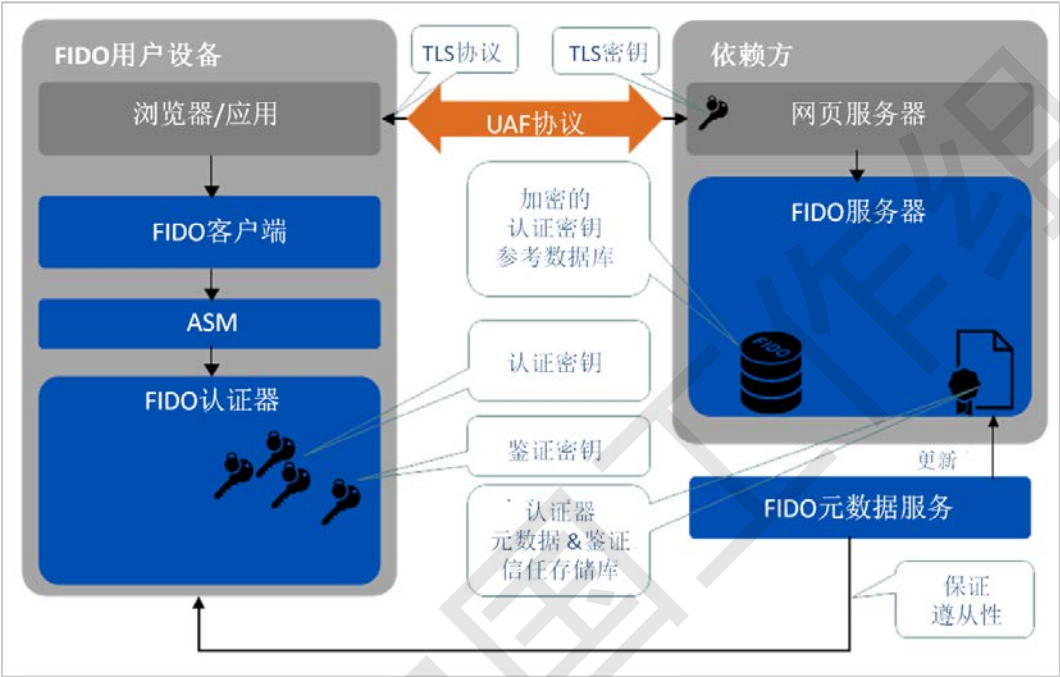 FIDO用户设备
TLS协议
TLS密钥
依赖方
浏览器/应用
UAF协议
网页服务器
FIDO客户端
加密的
认证密钥
参考数据库
FIDO服务器
ASM
FIDO
认证密钥
FIDO认证器
鉴证密钥
更新
认证器
元数据&鉴证
信任存储库
FIDO元数据服务
保证
遵从性
国工作组